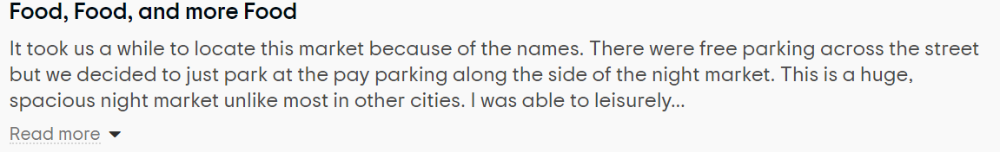 Food, Food, and more Food
It took us a while to locate this market because of the names. There were free parking across the street
but we decided to just park at the pay parking along the side of the night market. This is a huge,
spacious night market unlike most in other cities. I was able to leisurely...
Read more